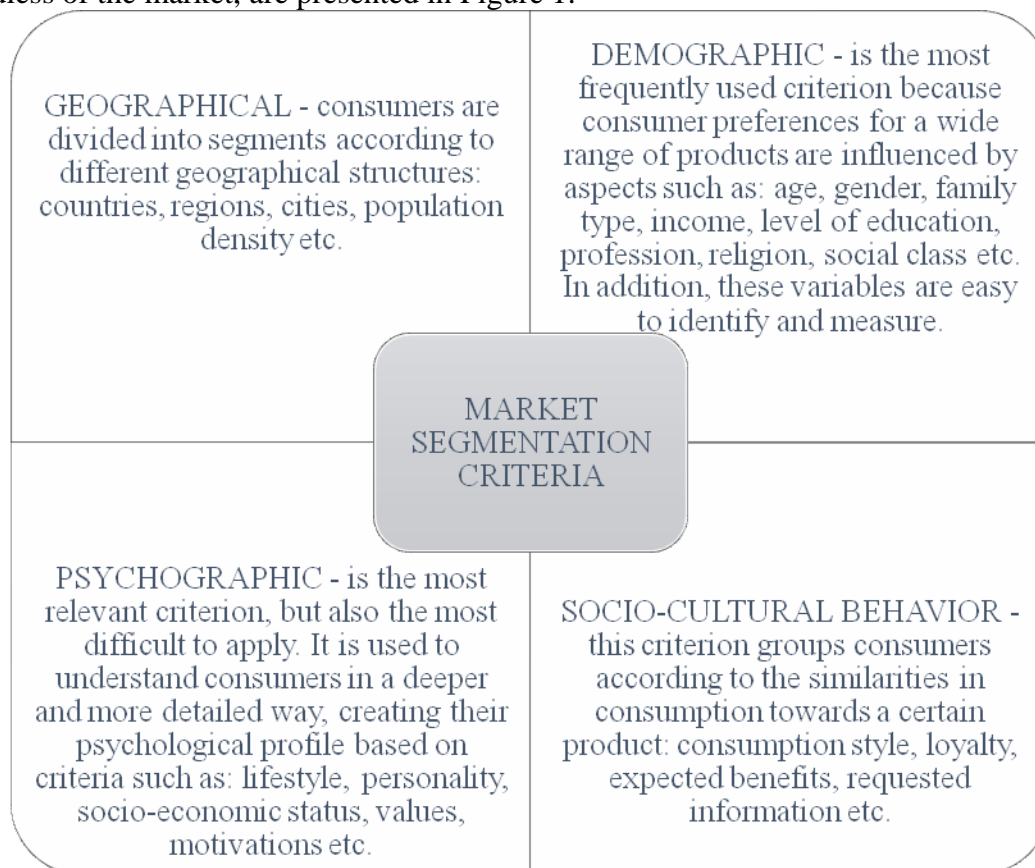 dless of the market, are presented in Figure 1.
GEOGRAPHICAL - consumers are
divided into segments according to
different geographical structures:
countries, regions, cities, population
density etc.
DEMOGRAPHIC - is the most
frequently used criterion because
consumer preferences for a wide
range of products are influenced by
aspects such as: age, gender, family
type, income, level of education,
profession, religion, social class etc.
In addition, these variables are easy
to identify and measure.
MARKET
SEGMENTATION
CRITERIA
PSYCHOGRAPHIC - is the most
relevant criterion, but also the most
difficult to apply. It is used to
understand consumers in a deeper
and more detailed way, creating their
psychological profile based on
criteria such as: lifestyle, personality,
socio-economic status, values,
motivations etc.
SOCIO-CULTURAL BEHAVIOR -
this criterion groups consumers
according to the similarities in
consumption towards a certain
product: consumption style, loyalty,
expected benefits, requested
information etc.